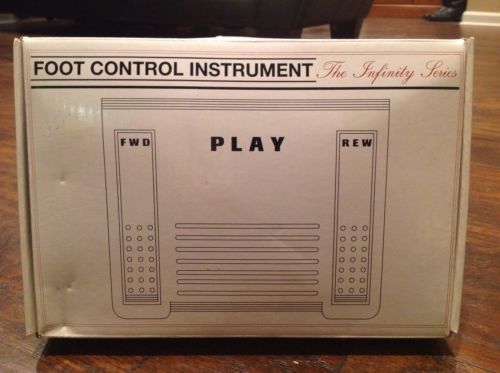 FOOT CONTROL INSTRUMENT The Infinity Series
FWD PLAY REW